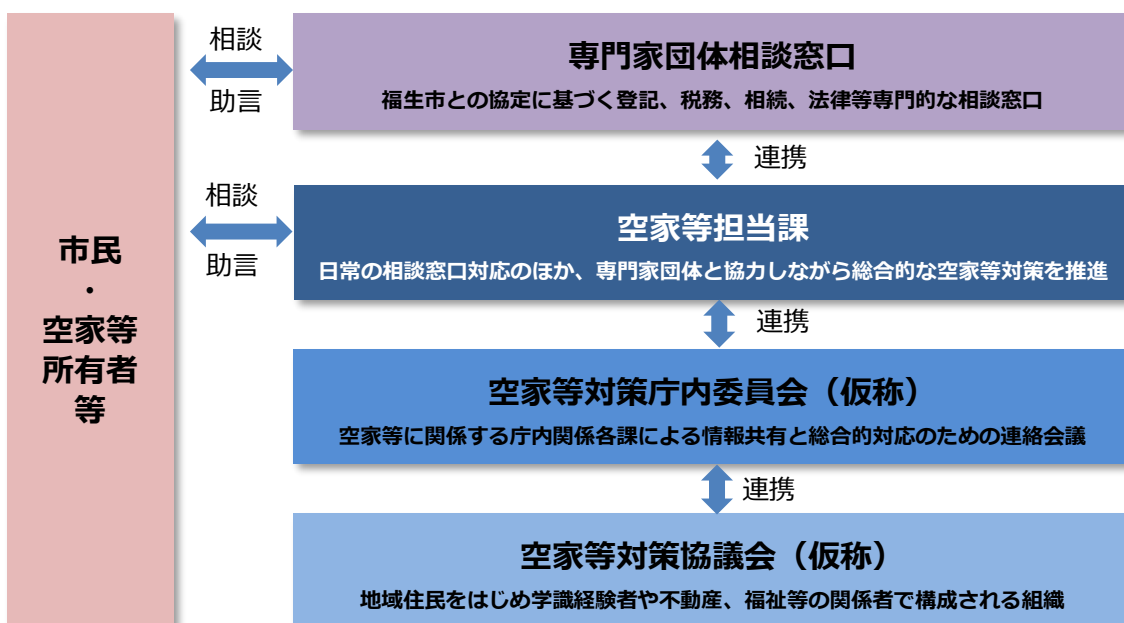 市民
・
空家等
所有者
等
相談
助言
専門家団体相談窓口
福生市との協定に基づく登記、税務、相続、法律等専門的な相談窓口
連携
相談
助言
空家等担当課
日常の相談窓口対応のほか、専門家団体と協力しながら総合的な空家等対策を推進
連携
空家等対策庁内委員会（仮称）
空家等に関係する庁内関係各課による情報共有と総合的対応のための連絡会議
連携
空家等対策協議会（仮称）
地域住民をはじめ学識経験者や不動産、福祉等の関係者で構成される組織